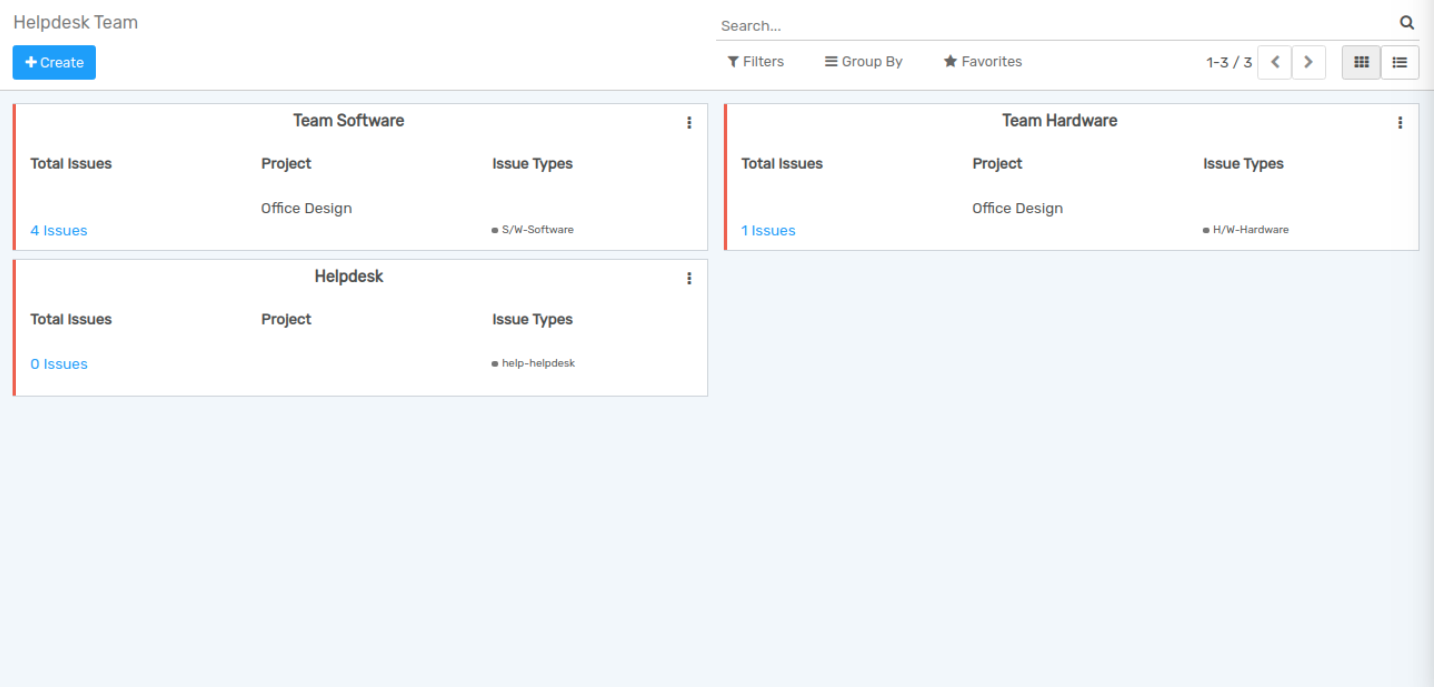 Helpdesk Team
Search...
Create
Filters
Group By
Favorites
1-3 / 3
Team Software
Total Issues
Project
Issue Types
Office Design
4 Issues
S/W-Software
Team Hardware
Total Issues
Project
Issue Types
Office Design
1 Issues
H/W-Hardware
Helpdesk
Total Issues
Project
Issue Types
0 Issues
help-helpdesk